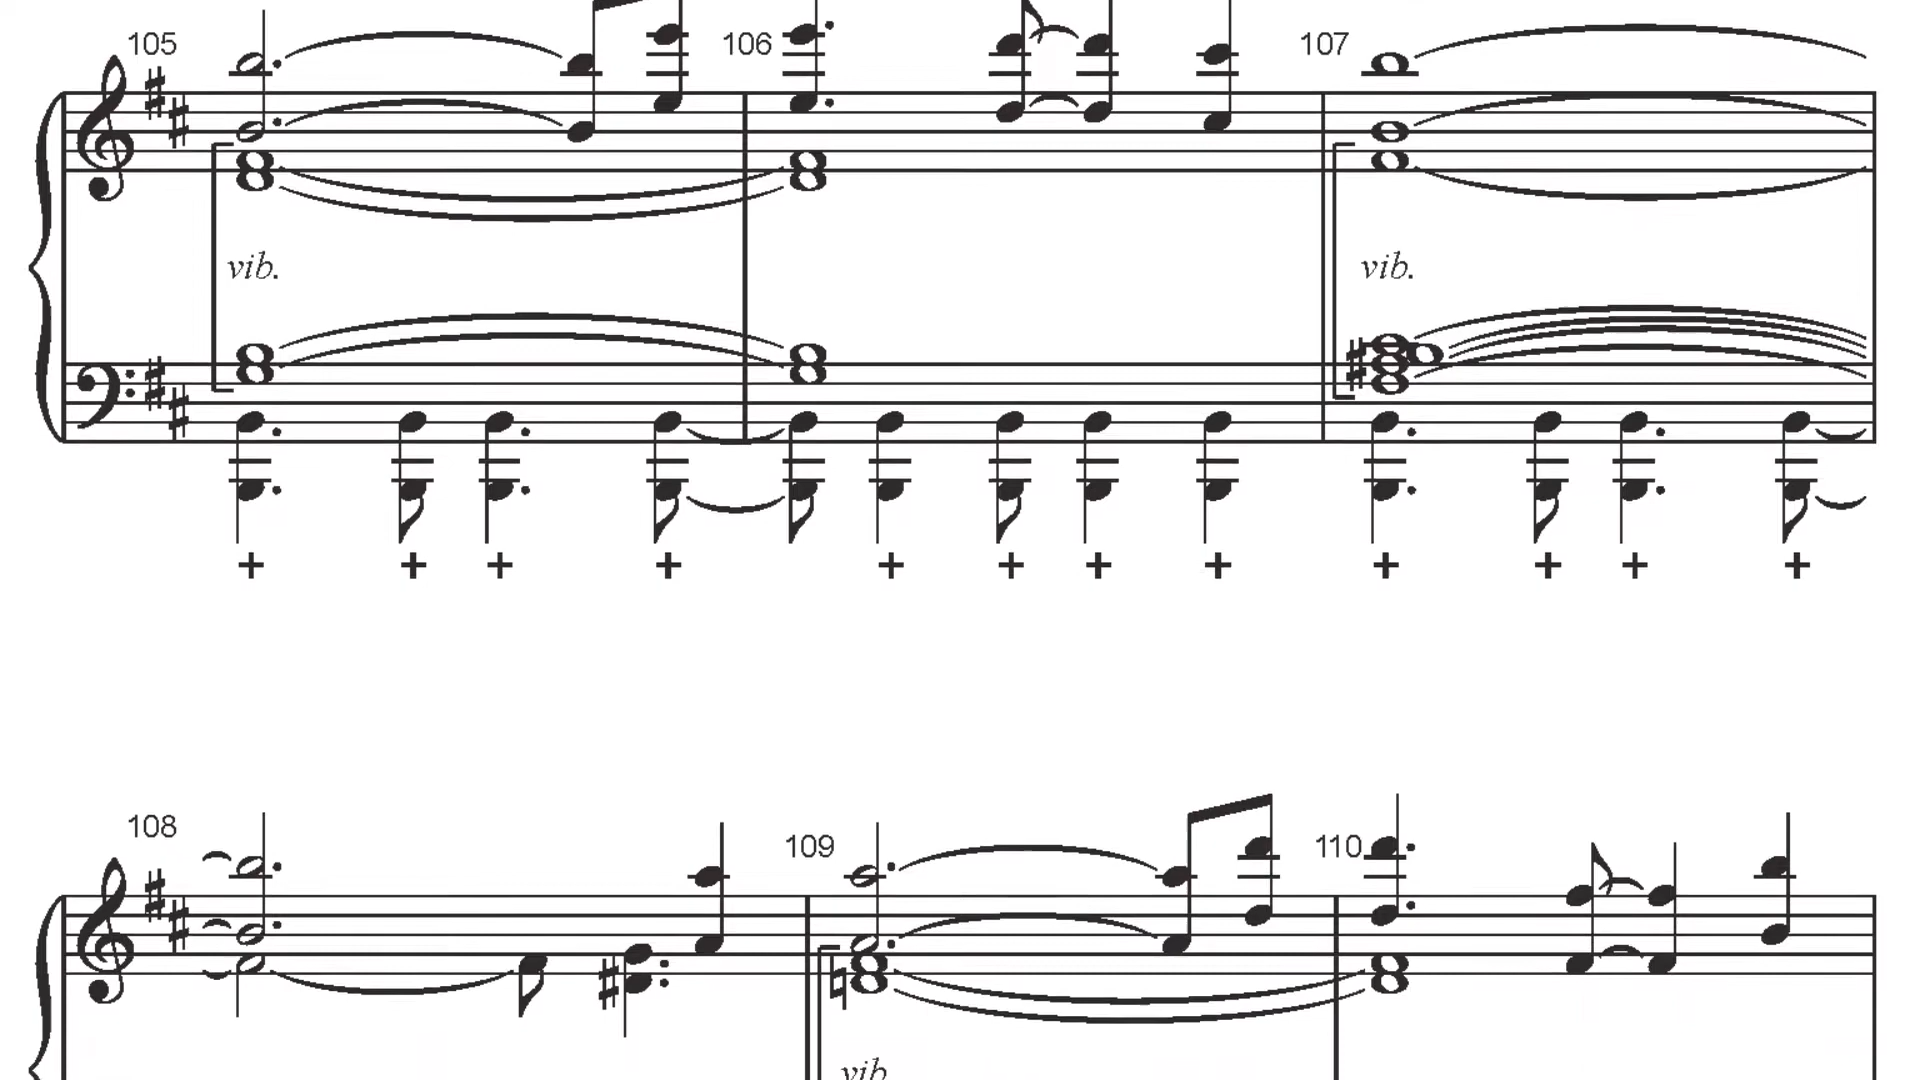 105 106 107
vib. vib.
+ + + + + + + + + + + + +
108 109 110
vib